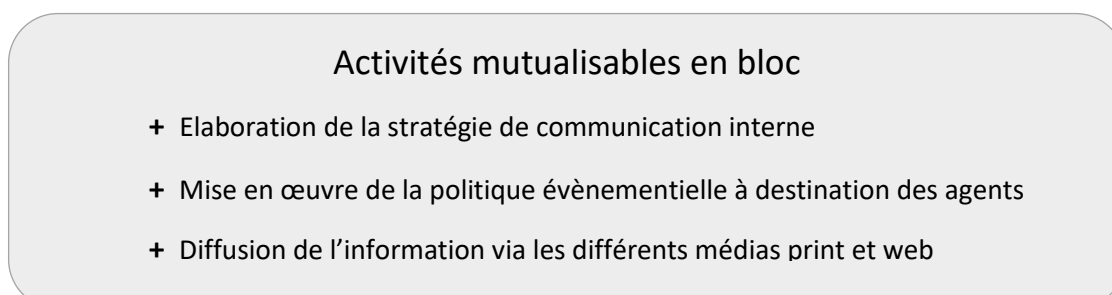 Activités mutualisables en bloc
+ Elaboration de la stratégie de communication interne
+ Mise en œuvre de la politique évènementielle à destination des agents
+ Diffusion de l’information via les différents médias print et web